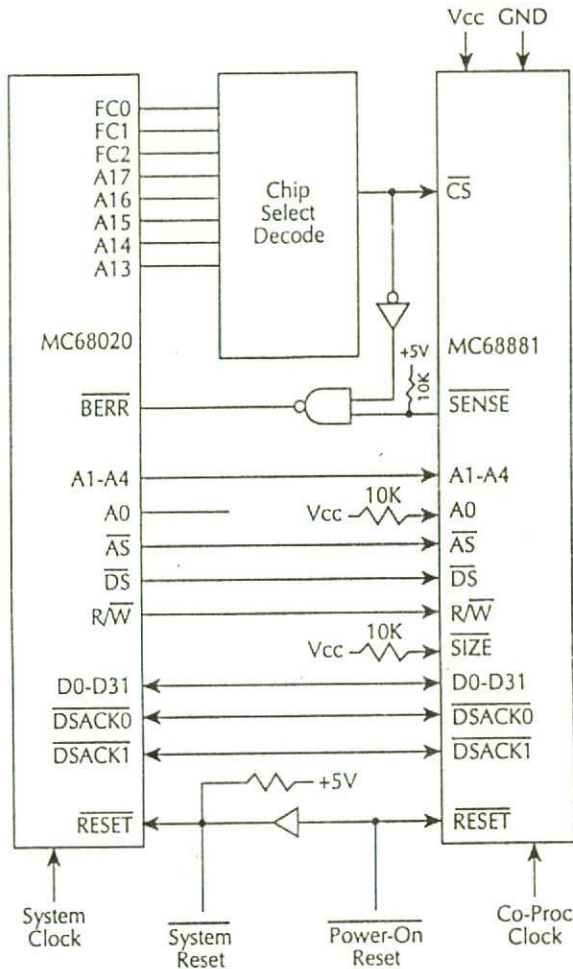 Vcc GND
FC0
FC1
FC2
A17
A16
A15
A14
A13
Chip
Select
Decode
CS
MC68020
MC68881
+5V
10K
BERR
SENSE
A1-A4
A1-A4
A0
Vcc
10K
A0
AS
AS
DS
DS
R/W
R/W
Vcc
10K
SIZE
D0-D31
D0-D31
DSACK0
DSACK0
DSACK1
DSACK1
+5V
RESET
RESET
System
Clock
System
Reset
Power-On
Reset
Co-Proc
Clock